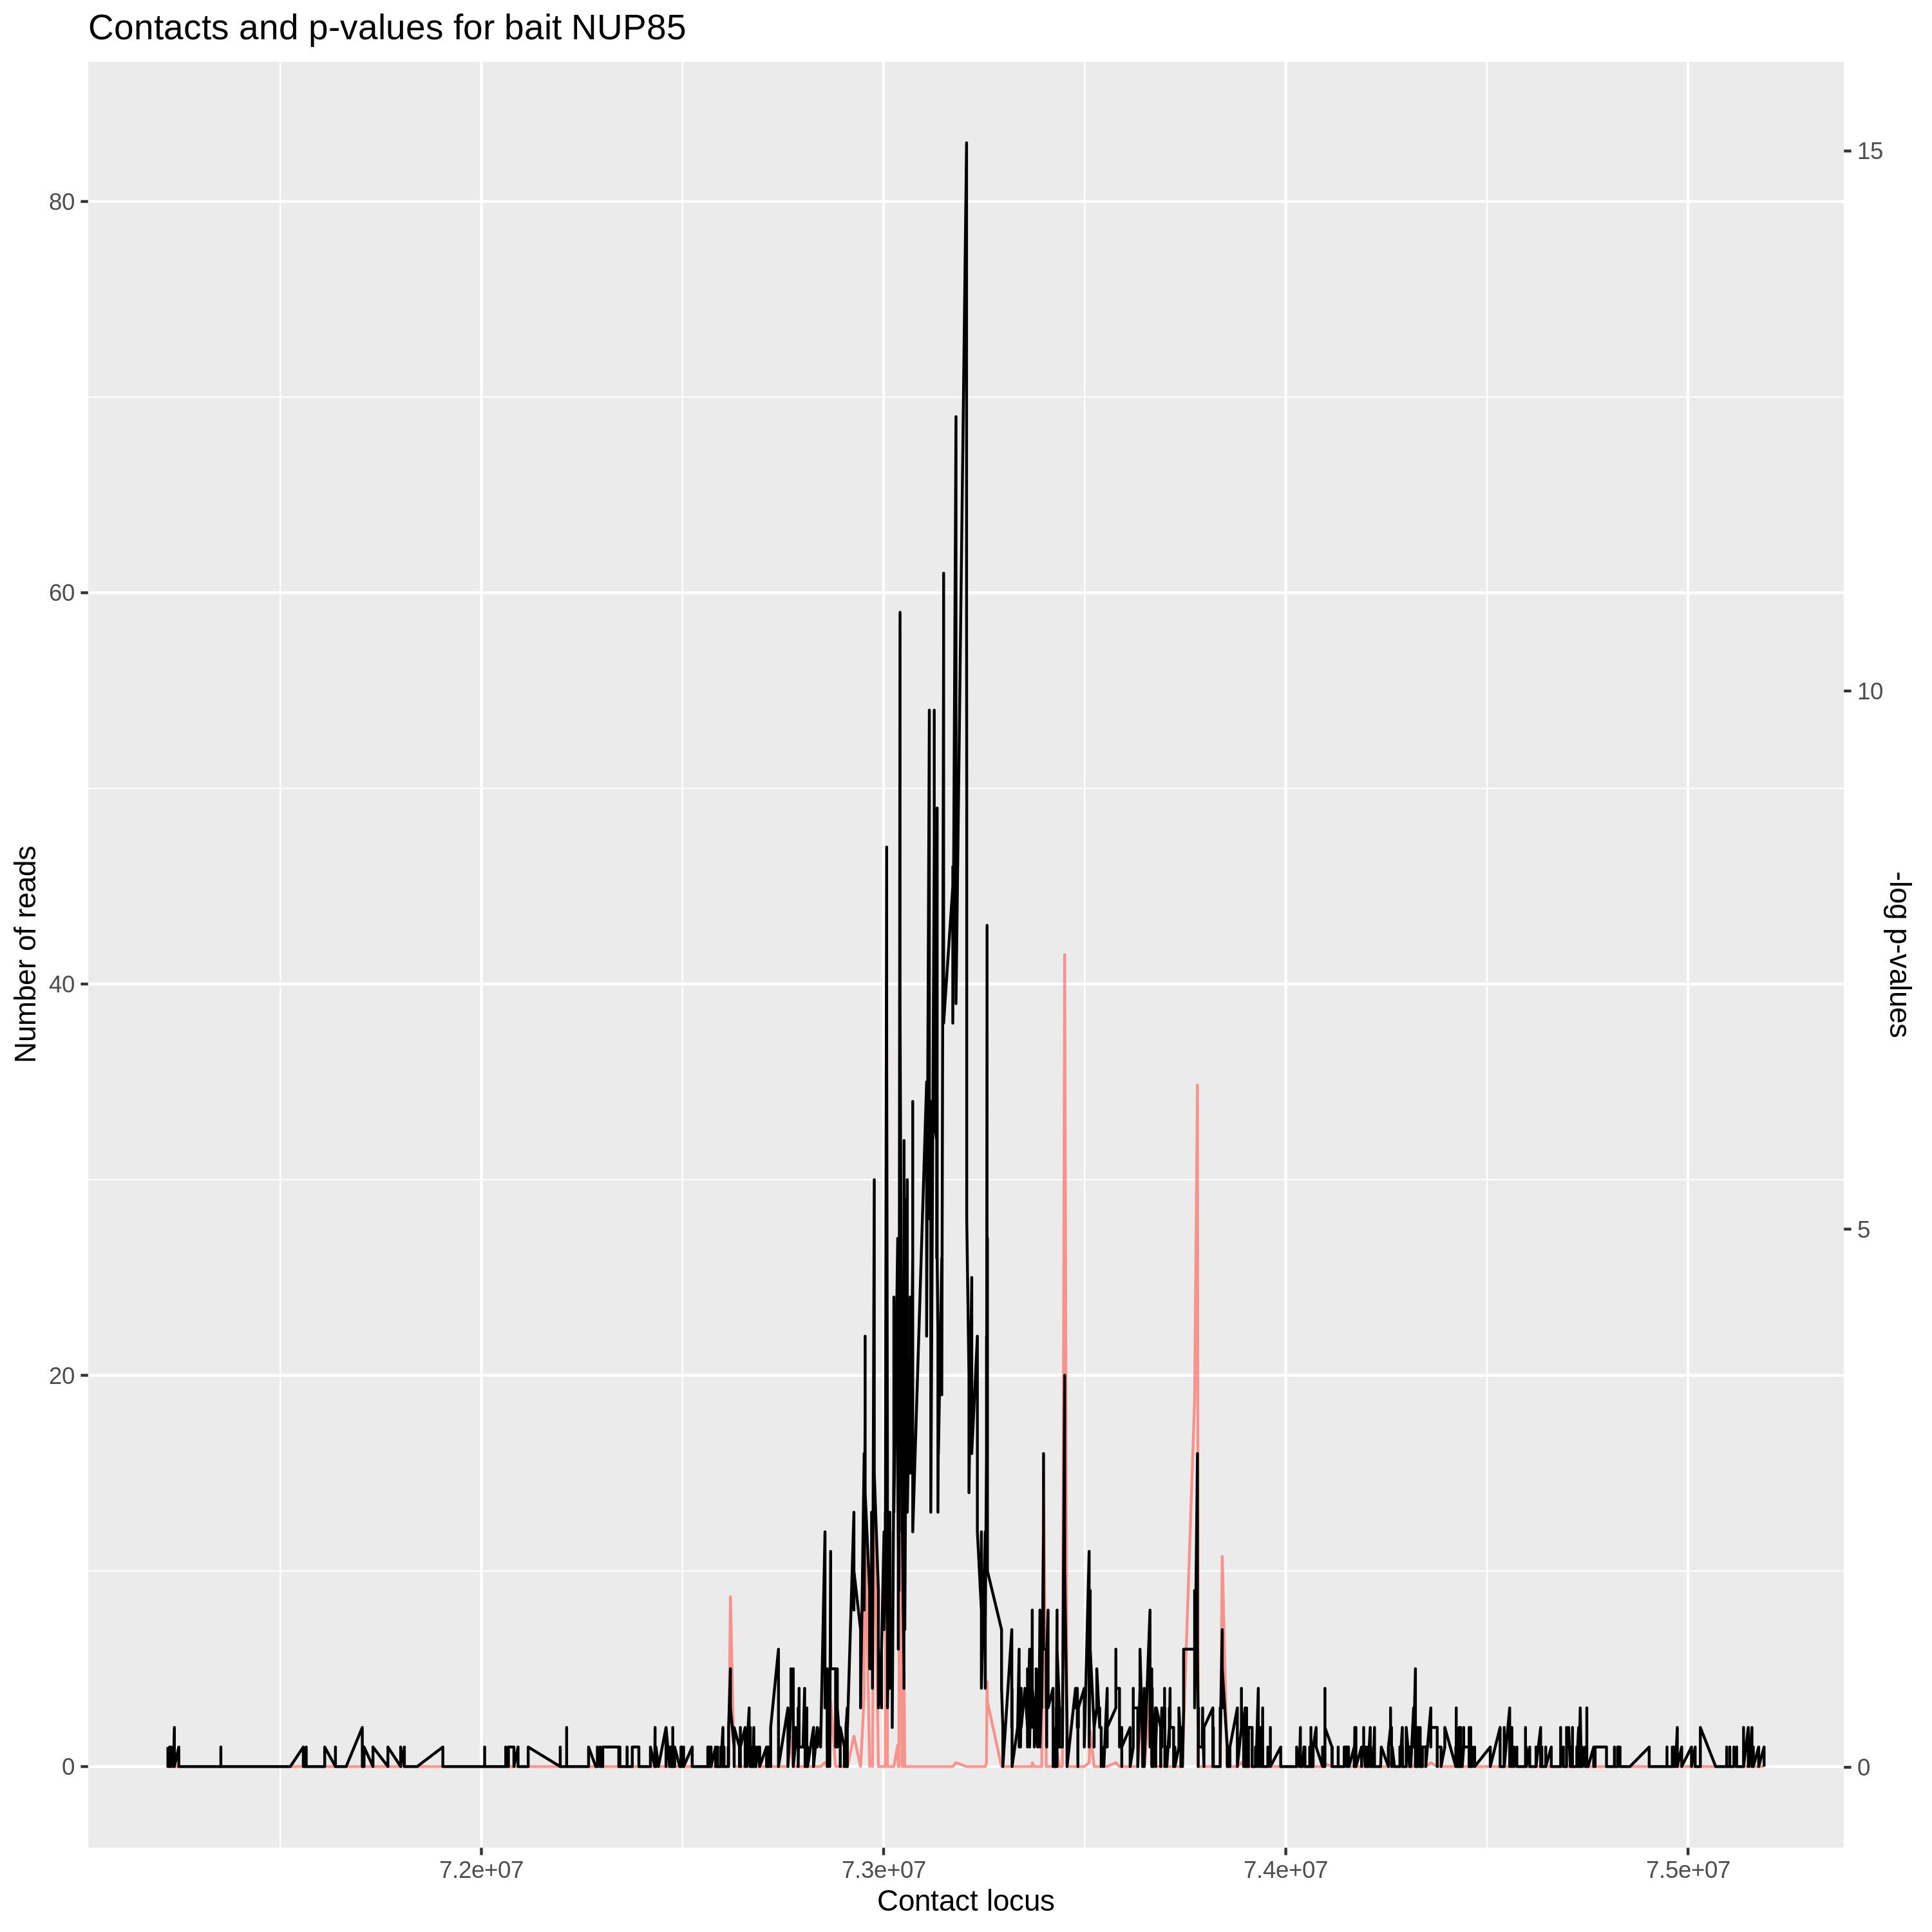 Contacts and p-values for bait NUP85
80
60
40
20
0
Number of reads
15
10
5
0
-log p-values
7.2e+07
7.3e+07
7.4e+07
7.5e+07
Contact locus